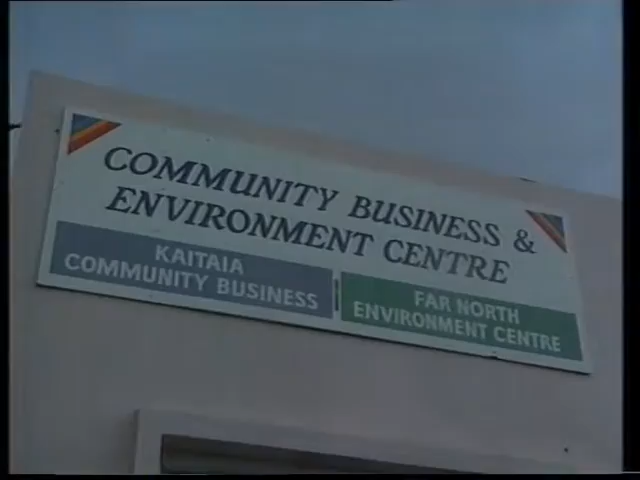 COMMUNITY BUSINESS &
ENVIRONMENT CENTRE
KAITAIA
COMMUNITY BUSINESS
FAR NORTH
ENVIRONMENT CENTRE